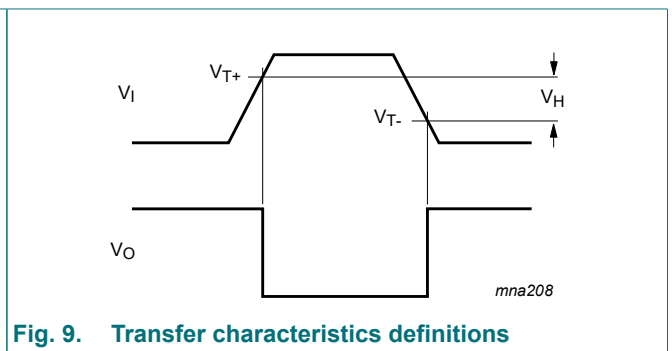 VT+
VI
VH
VT-
VO
mna208
Fig. 9. Transfer characteristics definitions